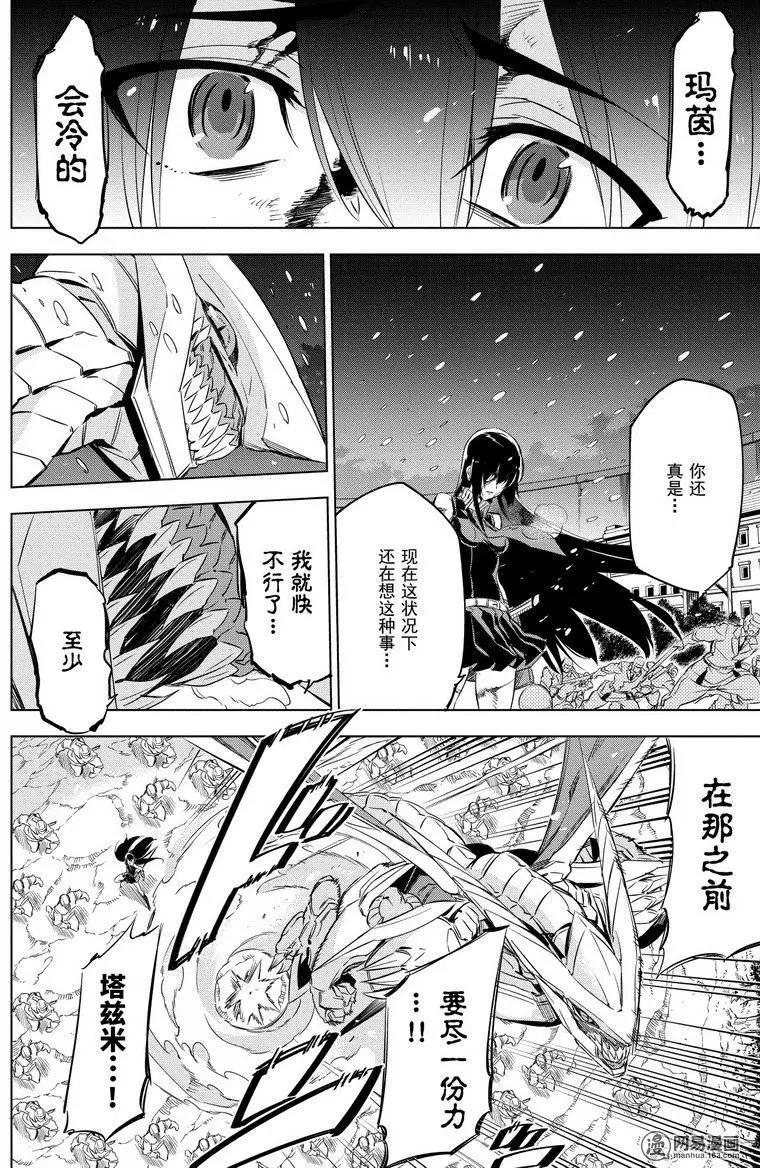 玛茵…
会冷的
你还
真是…
现在这状况下
还在想这种事…
我就快
不行了…
至少
在那之前
要尽一份力
…!!
塔兹米…!
网易漫画
manhua.163.com